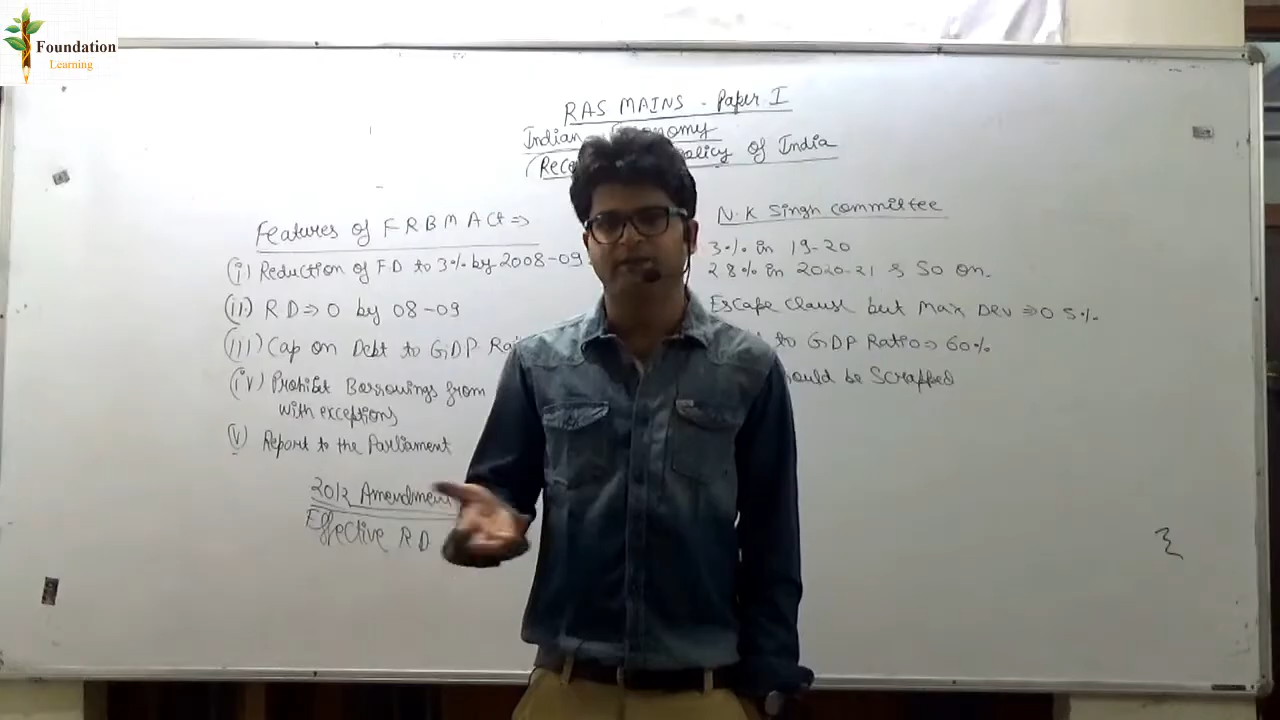 Foundation
Learning
RAS MAINS - Paper I
Indian Economy
Policy of India
Features of FRBM Act ⇒
(i) Reduction of FD to 3% by 2008-09
(ii) RD ⇒ 0 by 08-09
(iii) Cap on Debt to GDP
(iv) Prohibit Borrowings from
with exceptions
(v) Report to the Parliament
2012 Amendment
Effective RD
N.K Singh committee
3% in 19-20
2.8% in 2020-21 & So on.
Escape clause but Max Dev ⇒ 0.5%
to GDP Ratio ⇒ 60%
be Scrapped